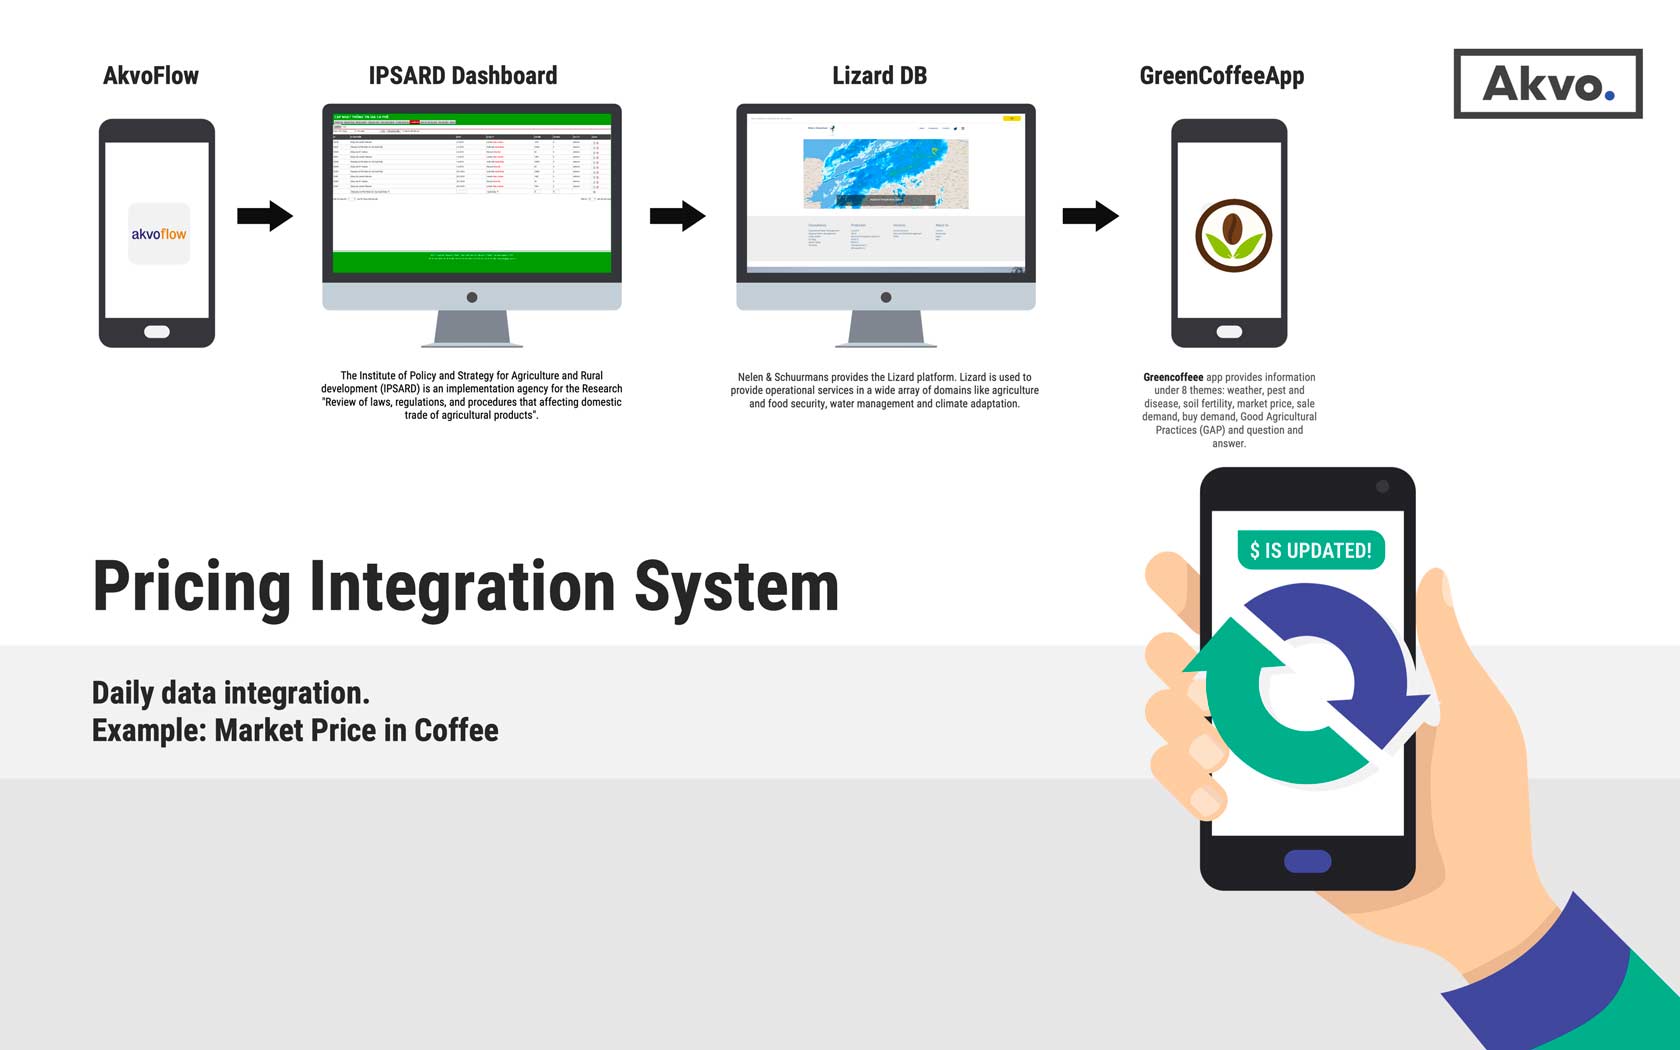 AkvoFlow
IPSARD Dashboard
Lizard DB
GreenCoffeeApp
Akvo.
akvoflow
The Institute of Policy and Strategy for Agriculture and Rural
development (IPSARD) is an implementation agency for the Research
"Review of laws, regulations, and procedures that affecting domestic
trade of agricultural products".
Nelen & Schuurmans provides the Lizard platform. Lizard is used to
provide operational services in a wide array of domains like agriculture
and food security, water management and climate adaptation.
Greencoffeee app provides information
under 8 themes: weather, pest and
disease, soil fertility, market price, sale
demand, buy demand, Good Agricultural
Practices (GAP) and question and
answer.
$ IS UPDATED!
Pricing Integration System
Daily data integration.
Example: Market Price in Coffee